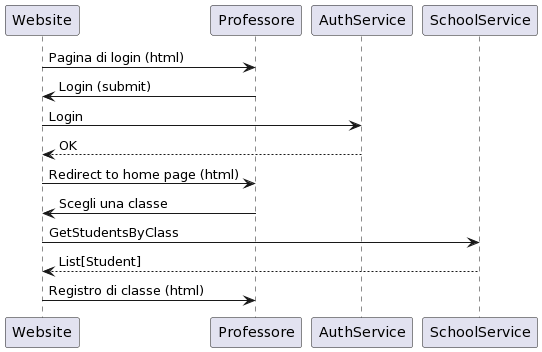 Website Professore AuthService SchoolService
Pagina di login (html)
Login (submit)
Login
OK
Redirect to home page (html)
Scegli una classe
GetStudentsByClass
List[Student]
Registro di classe (html)
Website Professore AuthService SchoolService